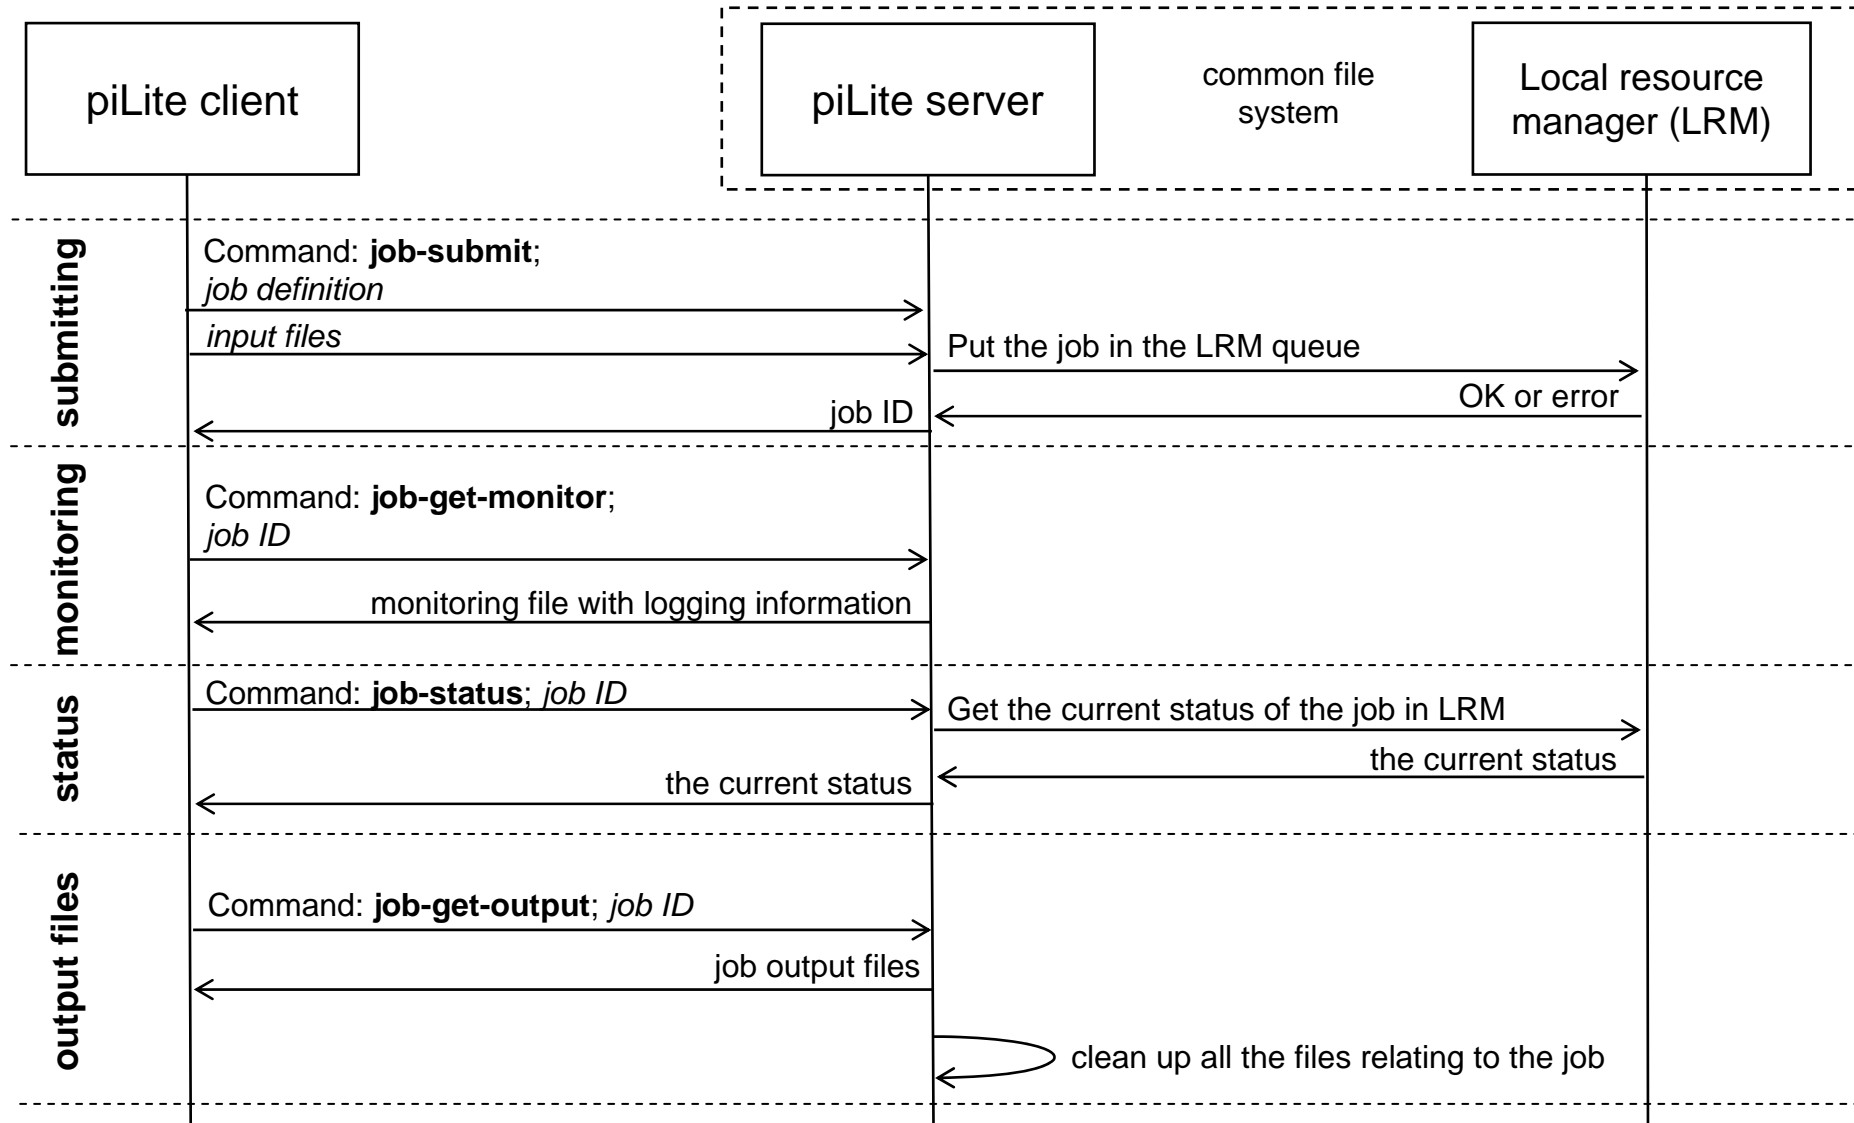 piLite client
piLite server
common file
system
Local resource
manager (LRM)
submitting
Command: job-submit;
job definition
input files
Put the job in the LRM queue
OK or error
job ID
monitoring
Command: job-get-monitor;
job ID
monitoring file with logging information
status
Command: job-status; job ID
Get the current status of the job in LRM
the current status
the current status
output files
Command: job-get-output; job ID
job output files
clean up all the files relating to the job